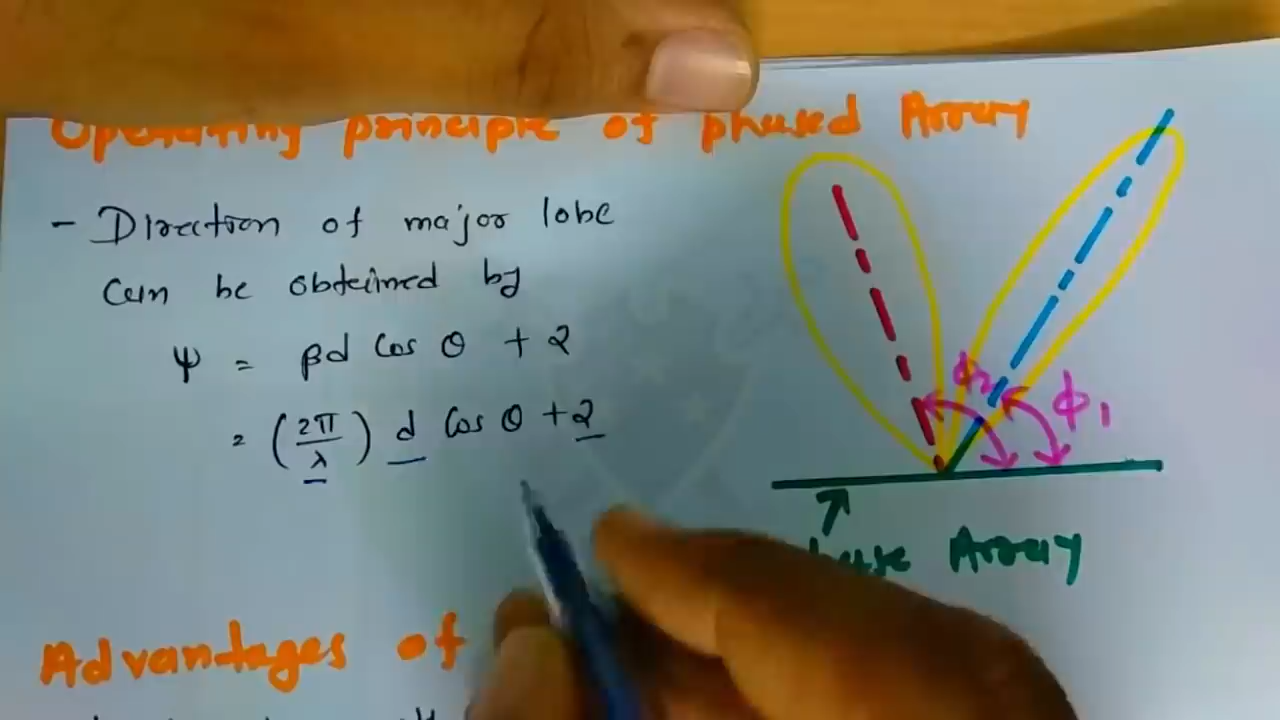 Operating principle of phased Array
- Direction of major lobe
can be obtained by
ψ = βd cos θ + α
= (2π/λ) d cos θ + α
ϕ2
ϕ1
Array
Advantages of